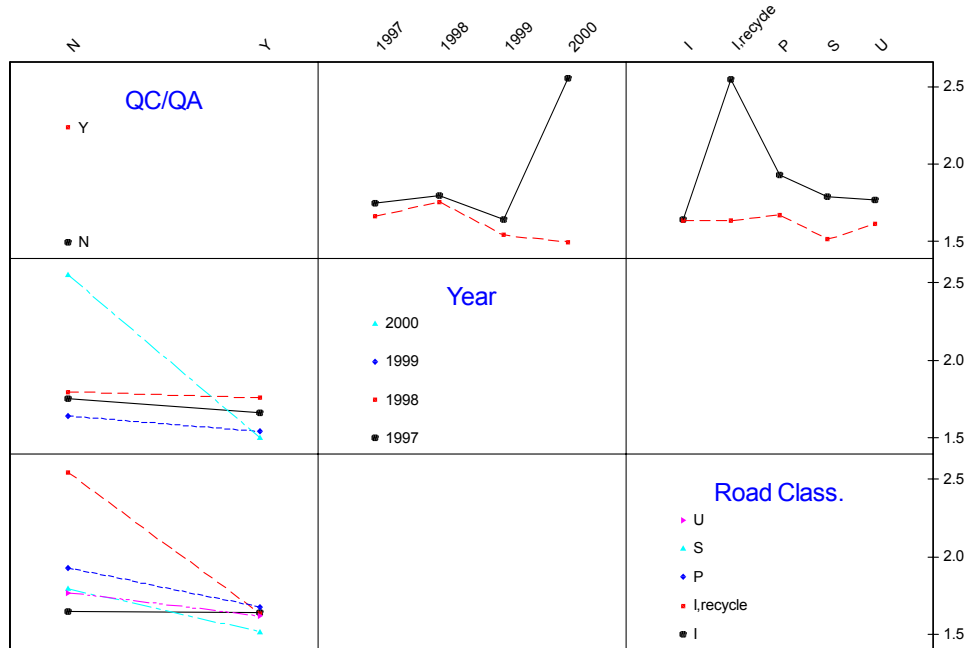 N Y 1997 1998 1999 2000 I I,recycle P S U
QC/QA
Y
N
2.5
2.0
1.5
Year
2000
1999
1998
1997
2.5
2.0
1.5
Road Class.
U
S
P
I,recycle
I
2.5
2.0
1.5